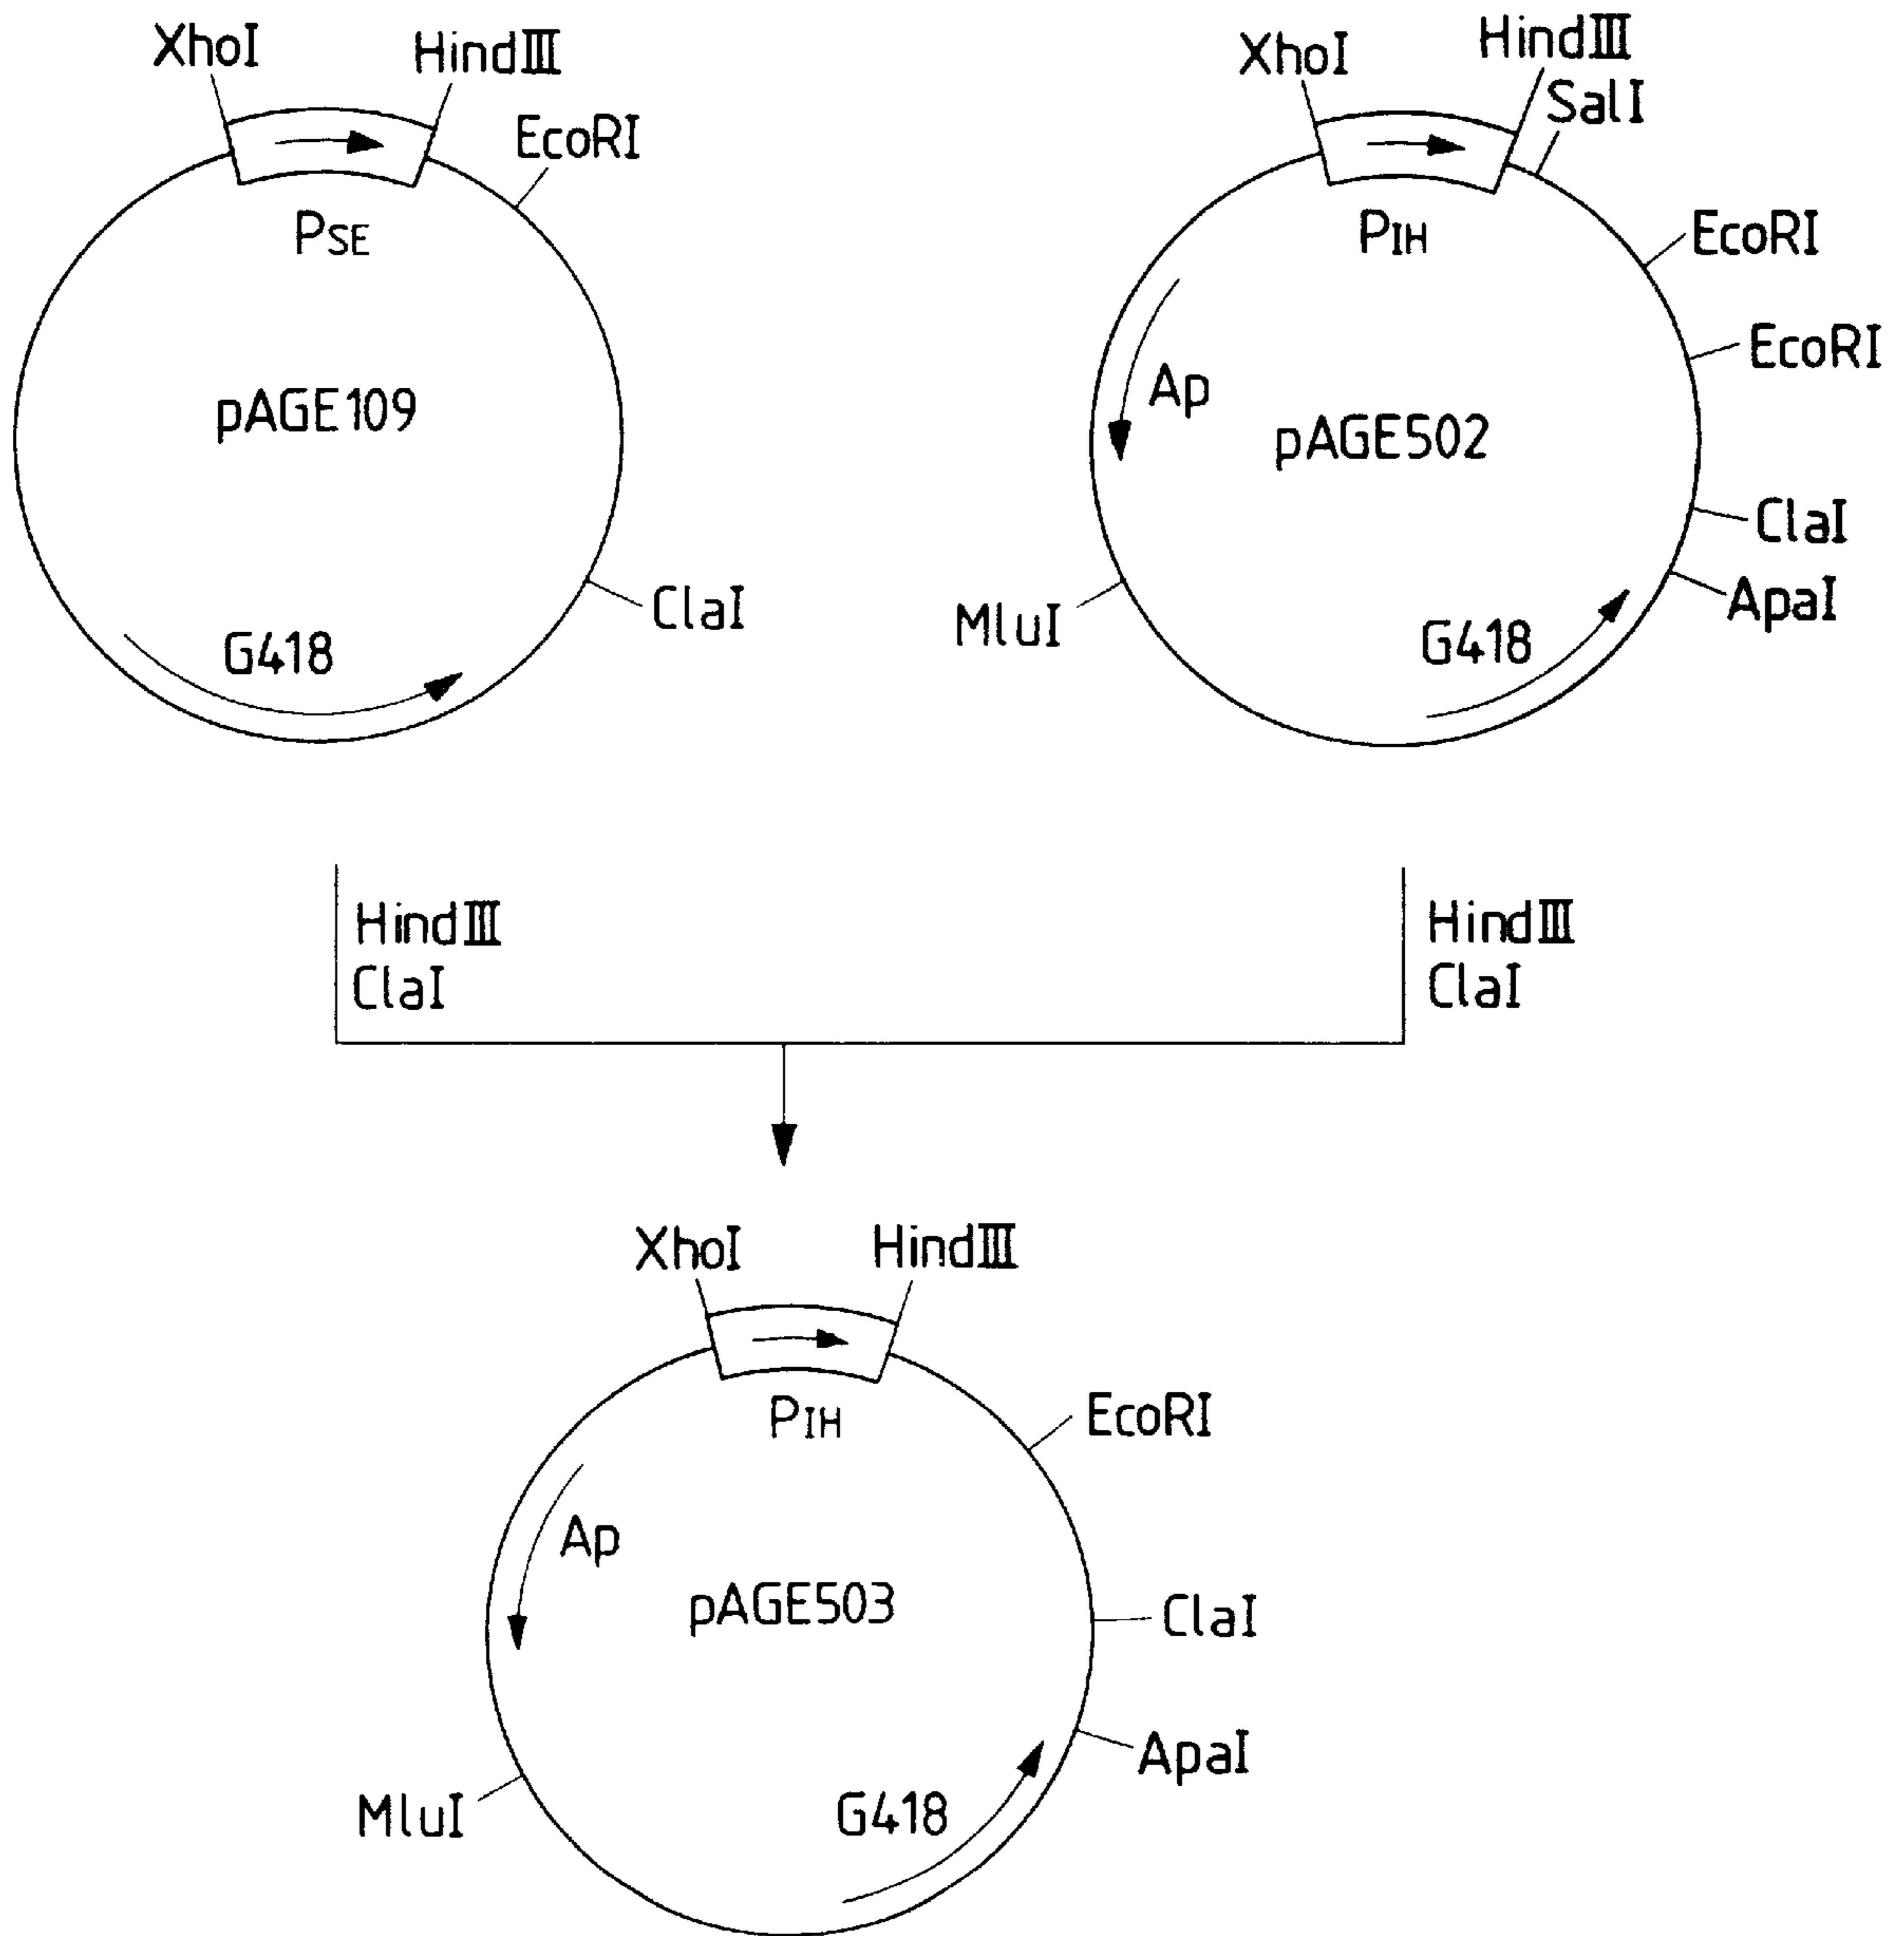 XhoI
HindIII
EcoRI
PSE
pAGE109
ClaI
G418
XhoI
HindIII
SalI
PIH
EcoRI
EcoRI
Ap
pAGE502
ClaI
ApaI
MluI
G418
HindIII
ClaI
HindIII
ClaI
XhoI
HindIII
PIH
EcoRI
Ap
pAGE503
ClaI
ApaI
MluI
G418